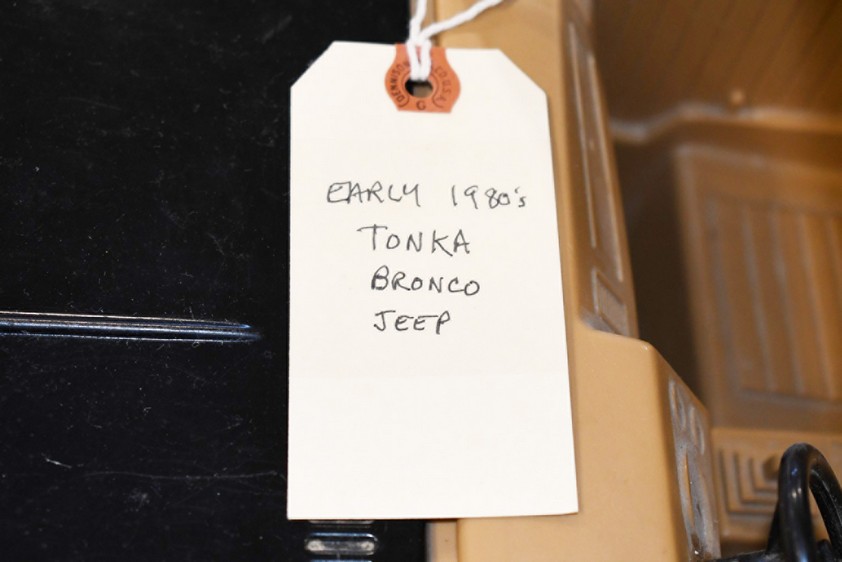 EARLY 1980's
TONKA
BRONCO
JEEP